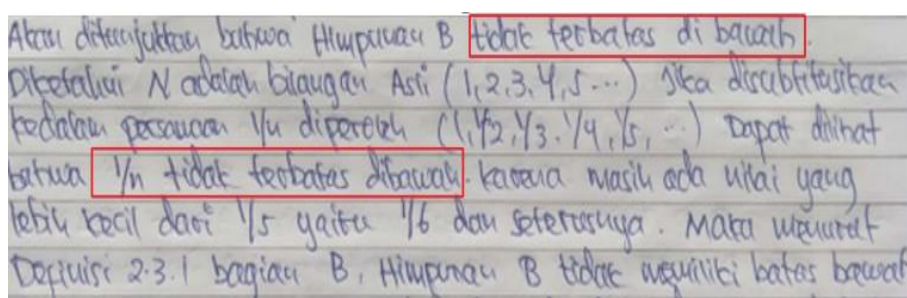 Akan ditunjukkan bahwa Himpunan B tidak terbatas di bawah.
Diketahui N adalah bilangan Asli (1,2,3,4,5...) Jika disubtitusikan
kedalam persamaan 1/n diperoleh (1,1/2,1/3.1/4,1/5,...) Dapat dilihat
bahwa 1/n tidak terbatas dibawah. Karena masih ada nilai yang
lebih kecil dari 1/5 yaitu 1/6 dan seterusnya. Maka menurut
Definisi 2.3.1 bagian B, Himpunan B tidak memiliki batas bawah